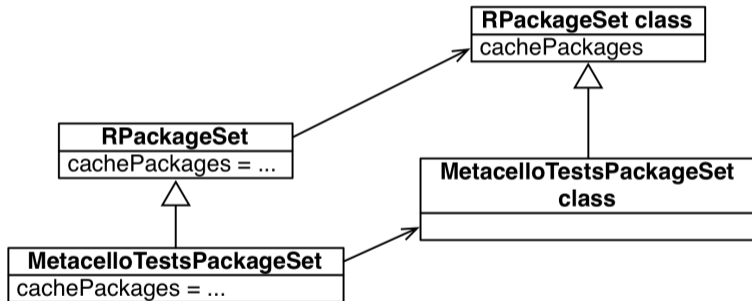 RPackageSet class
cachePackages
RPackageSet
cachePackages = ...
MetacelloTestsPackageSet
class
MetacelloTestsPackageSet
cachePackages = ...